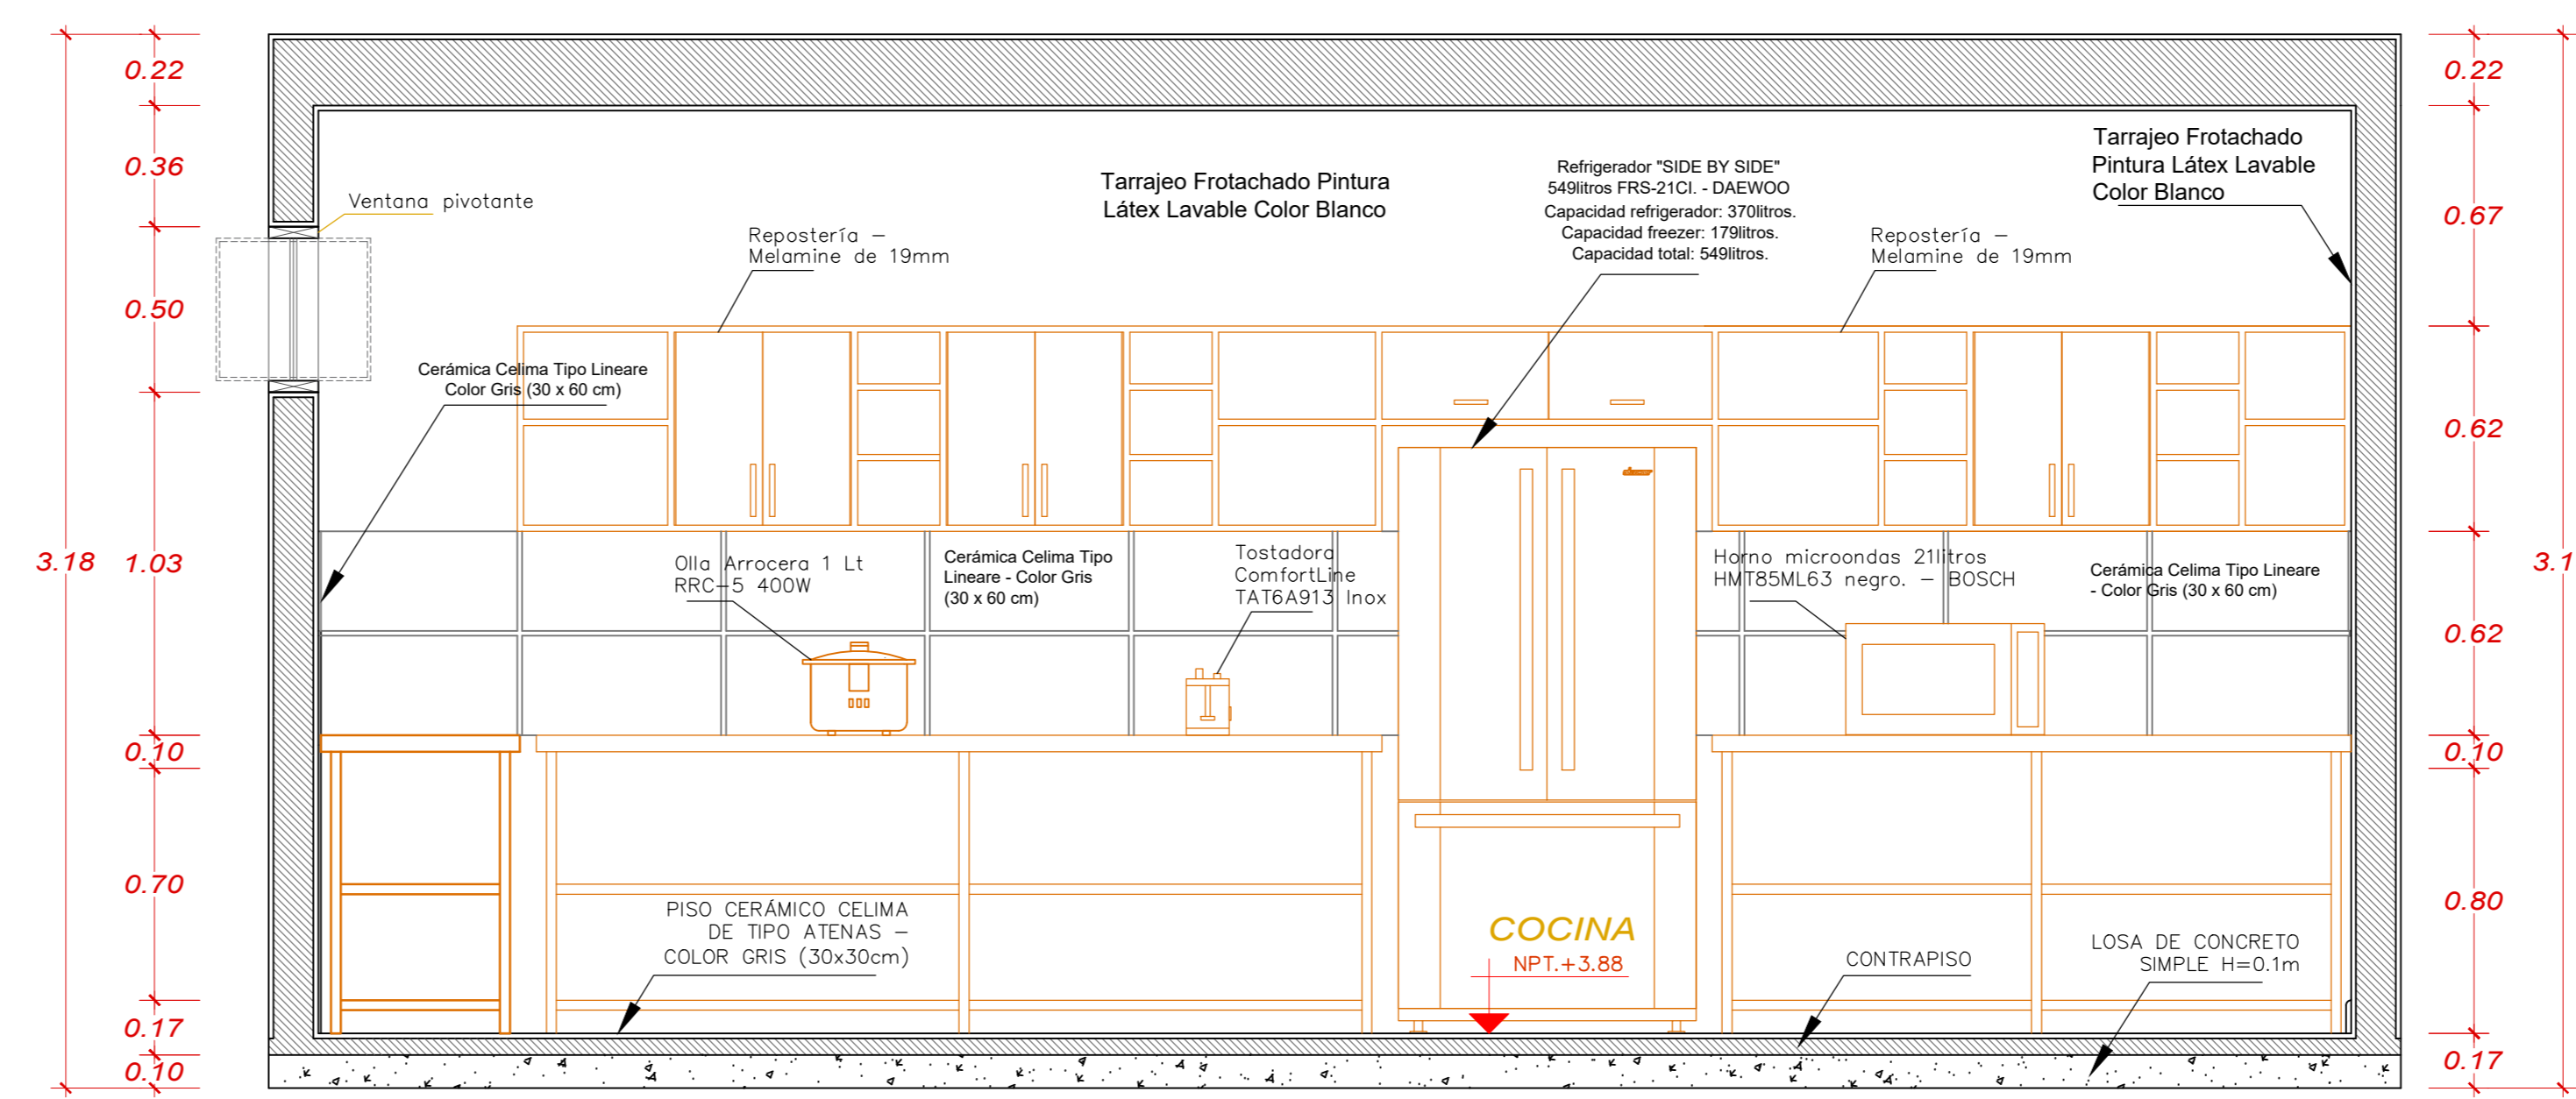 0.22
0.36
0.50
3.18
1.03
0.10
0.70
0.17
0.10
Ventana pivotante
Cerámica Celima Tipo Lineare
Color Gris (30 x 60 cm)
Repostería –
Melamine de 19mm
Tarrajeo Frotachado Pintura
Látex Lavable Color Blanco
Refrigerador "SIDE BY SIDE"
549litros FRS-21CI. - DAEWOO
Capacidad refrigerador: 370litros.
Capacidad freezer: 179litros.
Capacidad total: 549litros.
Repostería –
Melamine de 19mm
Tarrajeo Frotachado
Pintura Látex Lavable
Color Blanco
Olla Arrocera 1 Lt
RRC–5 400W
Cerámica Celima Tipo
Lineare - Color Gris
(30 x 60 cm)
Tostadora
ComfortLine
TAT6A913 Inox
Horno microondas 21litros
HMT85ML63 negro. – BOSCH
Cerámica Celima Tipo Lineare
- Color Gris (30 x 60 cm)
PISO CERÁMICO CELIMA
DE TIPO ATENAS –
COLOR GRIS (30x30cm)
COCINA
NPT.+3.88
CONTRAPISO
LOSA DE CONCRETO
SIMPLE H=0.1m
0.22
0.67
0.62
0.62
0.10
0.80
0.17
3.1